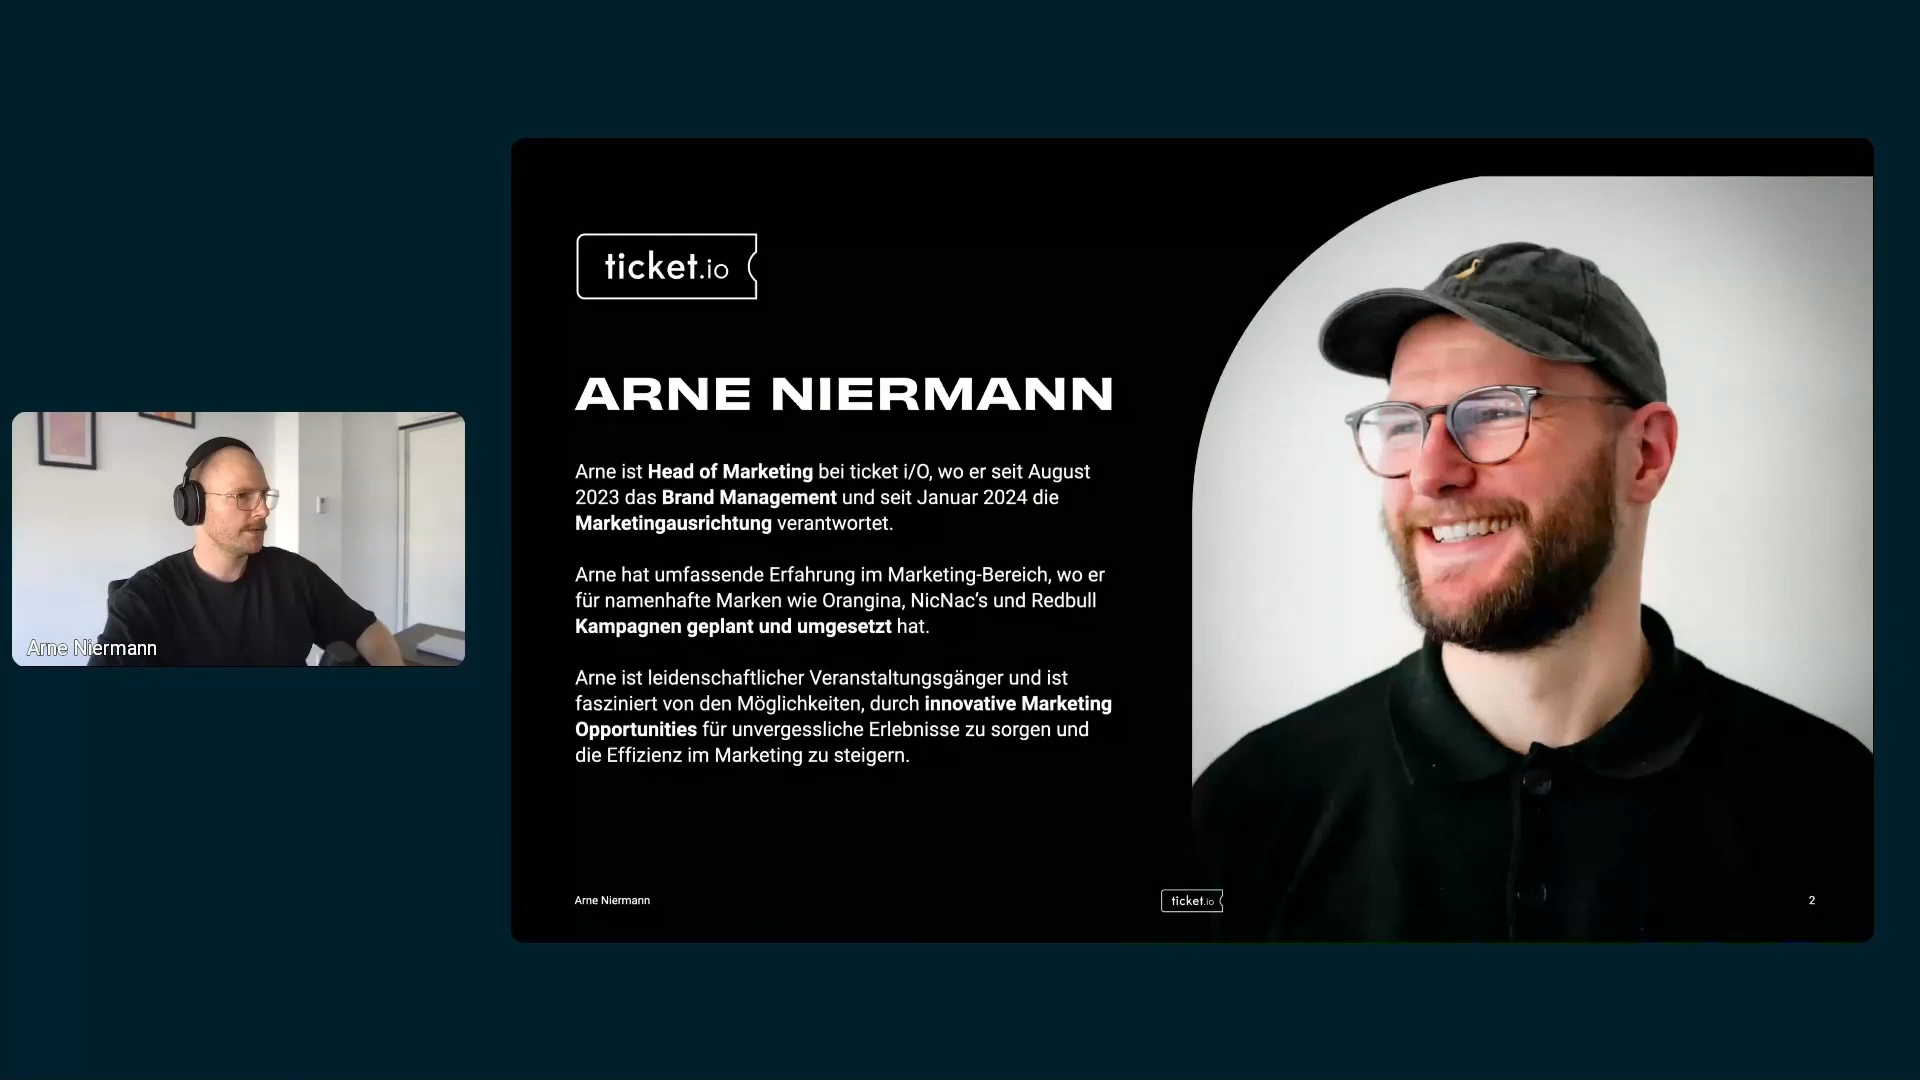 ticket.io
ARNE NIERMANN
Arne ist Head of Marketing bei ticket i/O, wo er seit August
2023 das Brand Management und seit Januar 2024 die
Marketingausrichtung verantwortet.
Arne hat umfassende Erfahrung im Marketing-Bereich, wo er
für namenhafte Marken wie Orangina, NicNac’s und Redbull
Kampagnen geplant und umgesetzt hat.
Arne ist leidenschaftlicher Veranstaltungsgänger und ist
fasziniert von den Möglichkeiten, durch innovative Marketing
Opportunities für unvergessliche Erlebnisse zu sorgen und
die Effizienz im Marketing zu steigern.
Arne Niermann
Arne Niermann
ticket.io
2